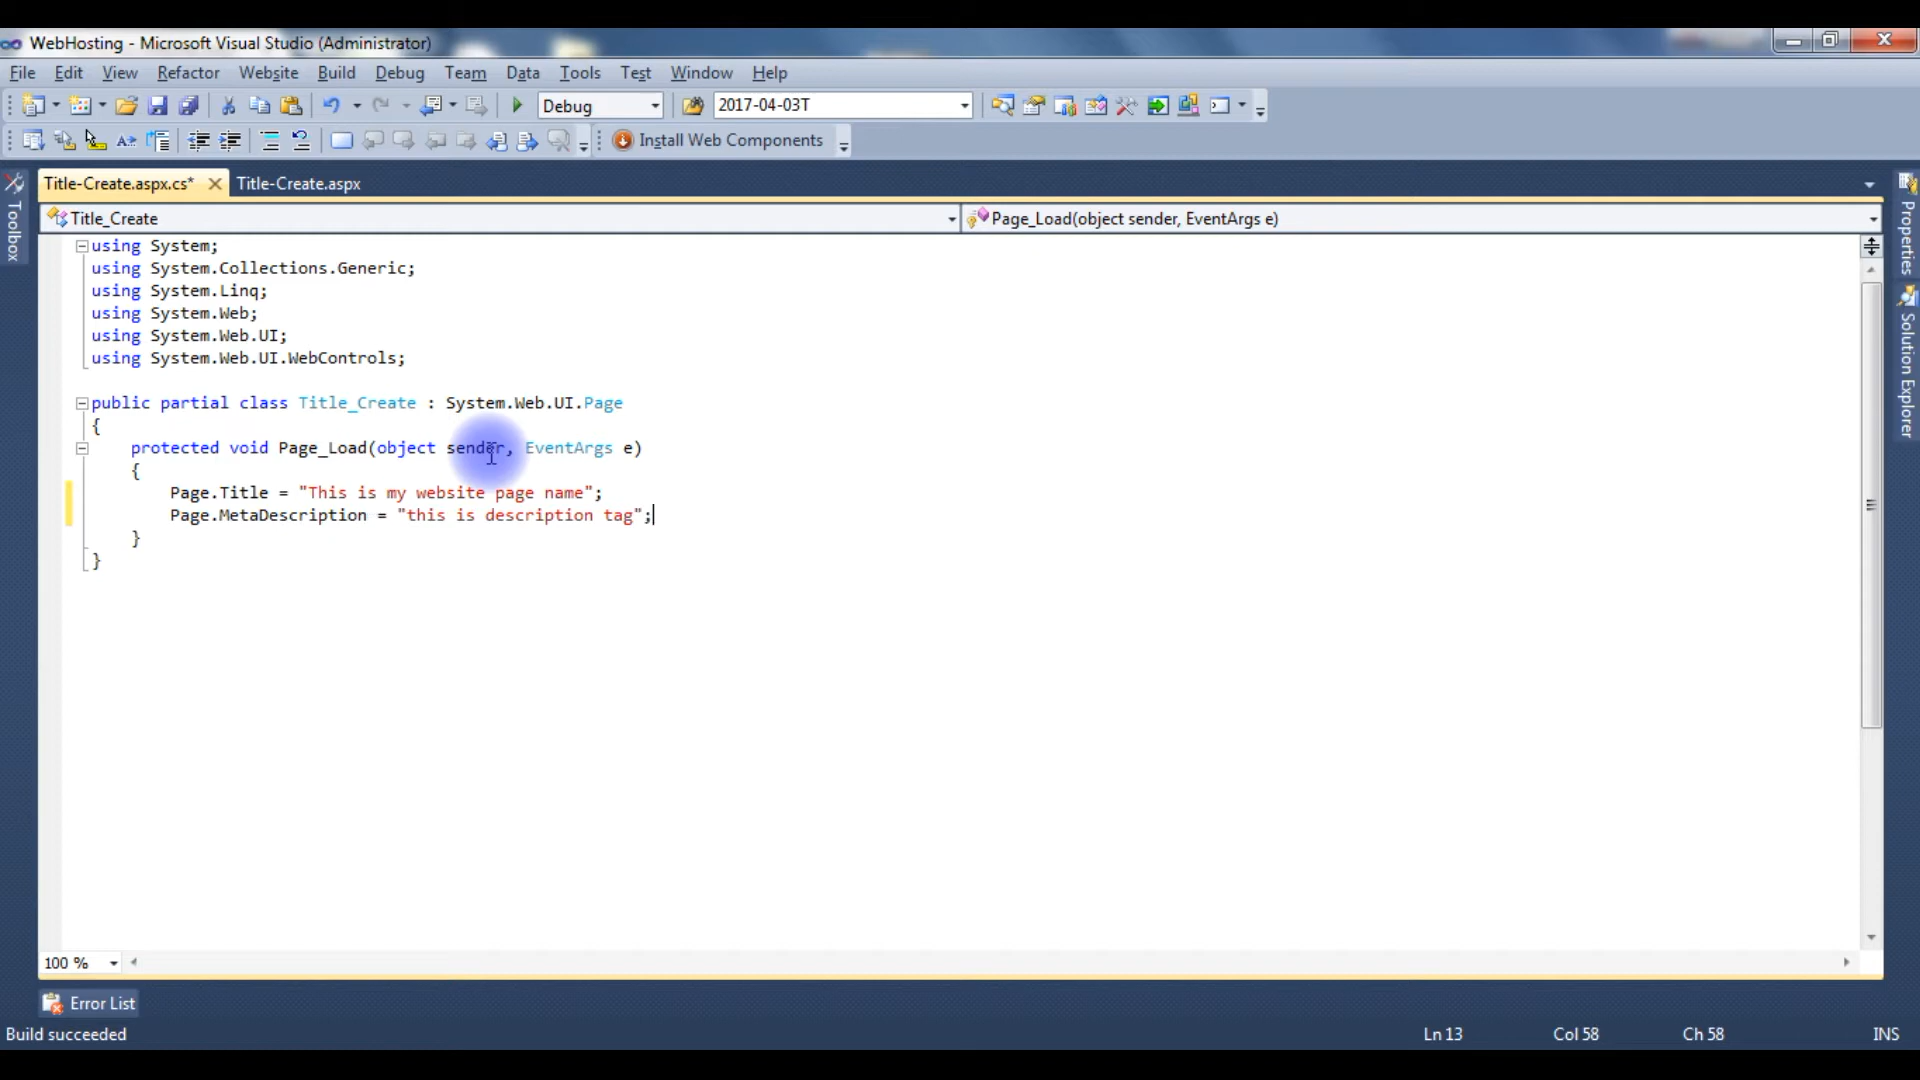 WebHosting - Microsoft Visual Studio (Administrator)
File Edit View Refactor Website Build Debug Team Data Tools Test Window Help
Debug 2017-04-03T
Install Web Components
Title-Create.aspx.cs* Title-Create.aspx
Title_Create Page_Load(object sender, EventArgs e)
Toolbox
Properties
Solution Explorer
using System;
using System.Collections.Generic;
using System.Linq;
using System.Web;
using System.Web.UI;
using System.Web.UI.WebControls;
public partial class Title_Create : System.Web.UI.Page
{
protected void Page_Load(object sender, EventArgs e)
{
Page.Title = "This is my website page name";
Page.MetaDescription = "this is description tag";
}
}
100 %
Error List
Build succeeded Ln 13 Col 58 Ch 58 INS